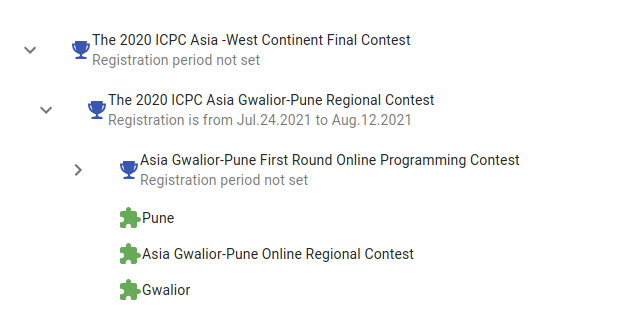 The 2020 ICPC Asia -West Continent Final Contest
Registration period not set
The 2020 ICPC Asia Gwalior-Pune Regional Contest
Registration is from Jul.24.2021 to Aug.12.2021
Asia Gwalior-Pune First Round Online Programming Contest
Registration period not set
Pune
Asia Gwalior-Pune Online Regional Contest
Gwalior